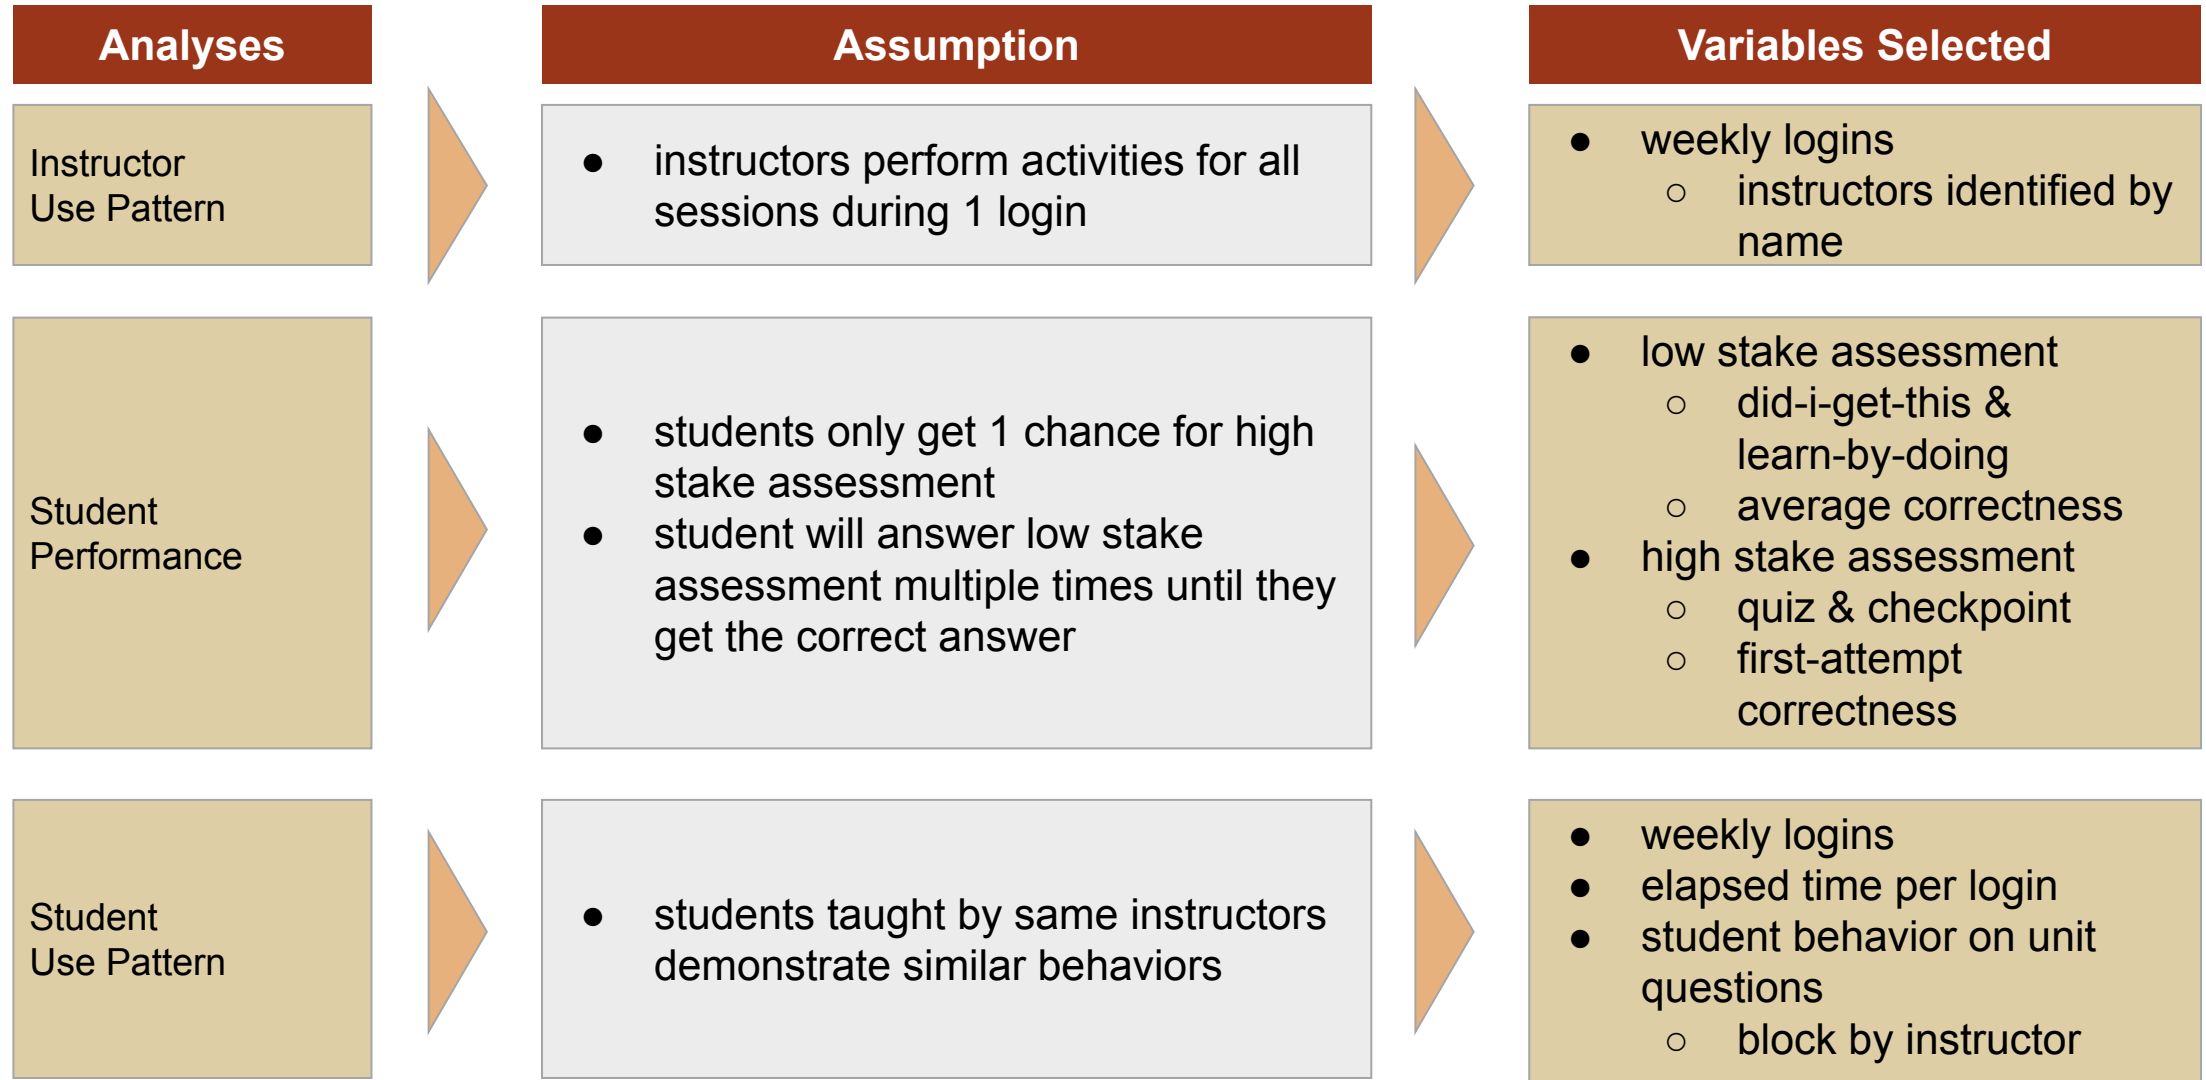 Analyses
Assumption
Variables Selected
Instructor
Use Pattern
● instructors perform activities for all
sessions during 1 login
● weekly logins
○ instructors identified by
name
Student
Performance
● students only get 1 chance for high
stake assessment
● student will answer low stake
assessment multiple times until they
get the correct answer
● low stake assessment
○ did-i-get-this &
learn-by-doing
○ average correctness
● high stake assessment
○ quiz & checkpoint
○ first-attempt
correctness
Student
Use Pattern
● students taught by same instructors
demonstrate similar behaviors
● weekly logins
● elapsed time per login
● student behavior on unit
questions
○ block by instructor